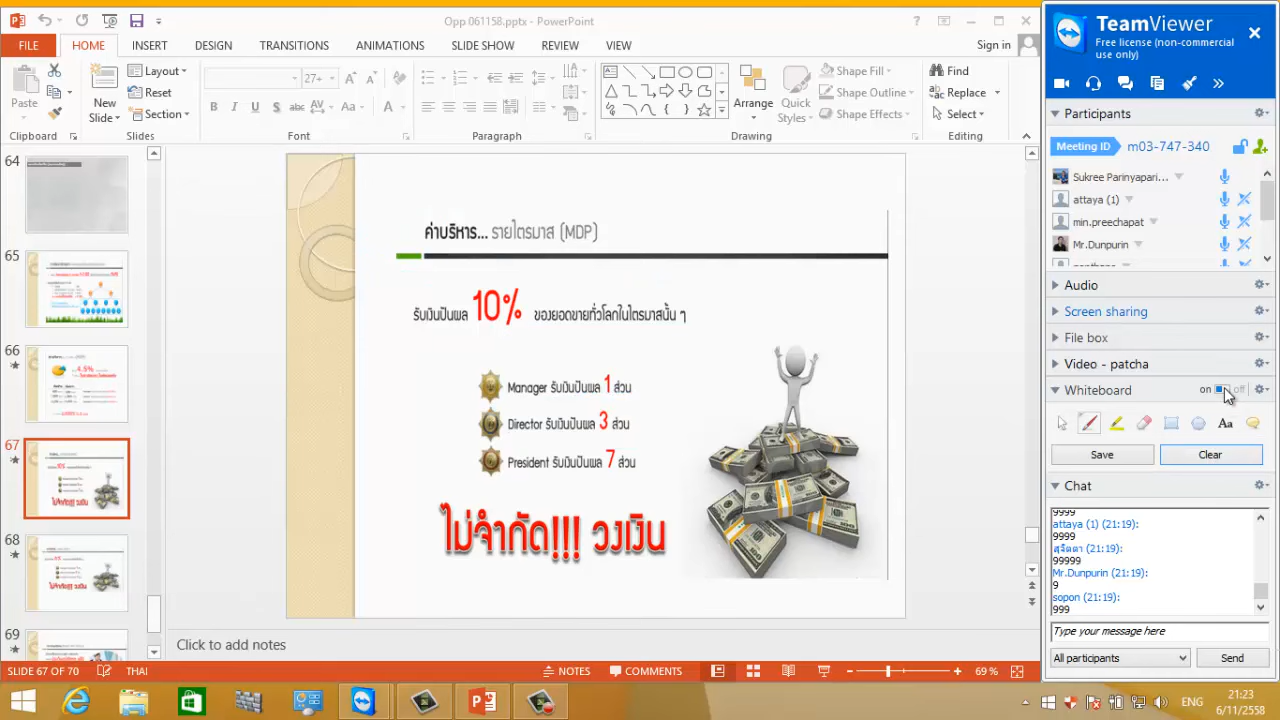 Opp 061158.pptx - PowerPoint
FILE HOME INSERT DESIGN TRANSITIONS ANIMATIONS SLIDE SHOW REVIEW VIEW Sign in
Paste
Clipboard
New
Slide
Layout
Reset
Section
Slides
27+
B I U S abc AV Aa A
Font
Paragraph
Arrange
Quick
Styles
Shape Fill
Shape Outline
Shape Effects
Drawing
Find
Replace
Select
Editing
64
65
66
67
68
69
ค่าบริหาร... รายไตรมาส (MDP)
รับเงินปันผล 10% ของยอดขายทั่วโลกในไตรมาสนั้น ๆ
Manager รับเงินปันผล 1 ส่วน
Director รับเงินปันผล 3 ส่วน
President รับเงินปันผล 7 ส่วน
ไม่จำกัด!!! วงเงิน
Click to add notes
SLIDE 67 OF 70 THAI NOTES COMMENTS 69 %
TeamViewer
Free license (non-commercial
use only)
Participants
Meeting ID m03-747-340
Sukree Parinyapari...
attaya (1)
min.preechapat
Mr.Dunpurin
Audio
Screen sharing
File box
Video - patcha
Whiteboard on off
Aa
Save Clear
Chat
9999
attaya (1) (21:19):
9999
สุจิตตา (21:19):
99999
Mr.Dunpurin (21:19):
9
sopon (21:19):
999
Type your message here
All participants Send
ENG
21:23
6/11/2558